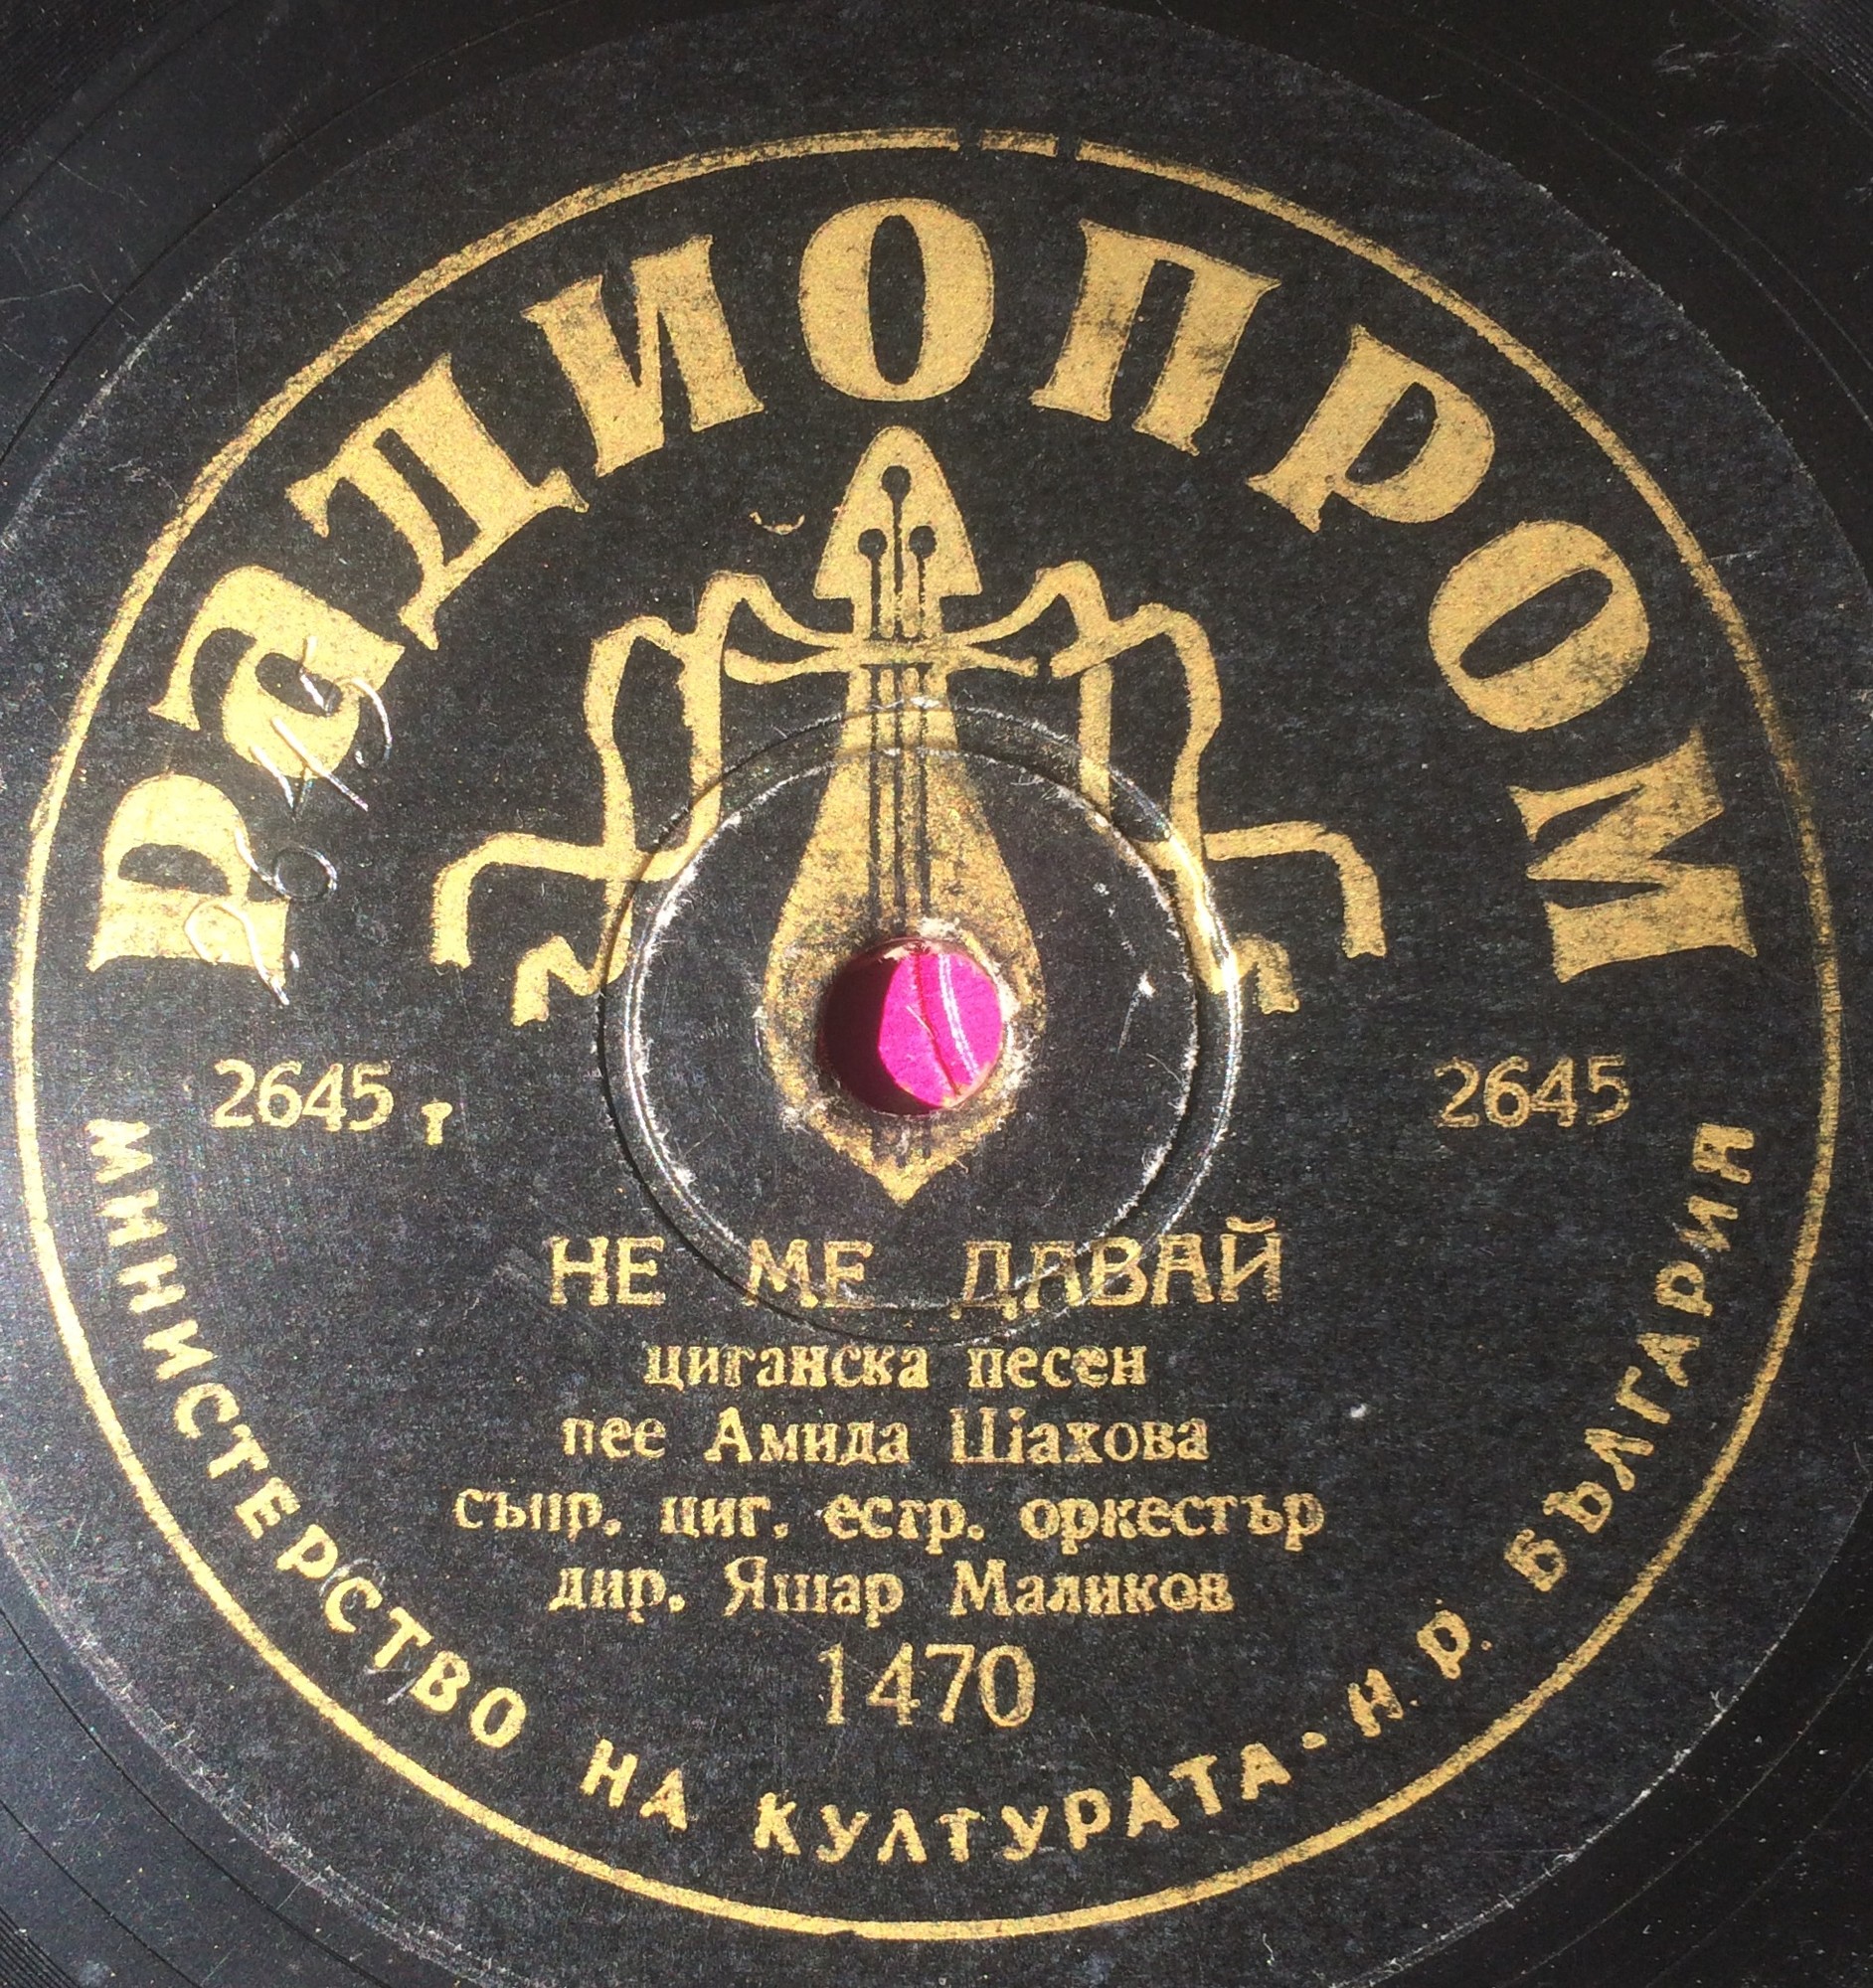 РАДИОПРОМ
2645 т
2645
НЕ МЕ ДАВАЙ
циганска песен
пее Амида Шахова
съпр. циг. естр. оркестър
дир. Яшар Маликов
1470
МИНИСТЕРСТВО НА КУЛТУРАТА - Н. Р. БЪЛГАРИЯ